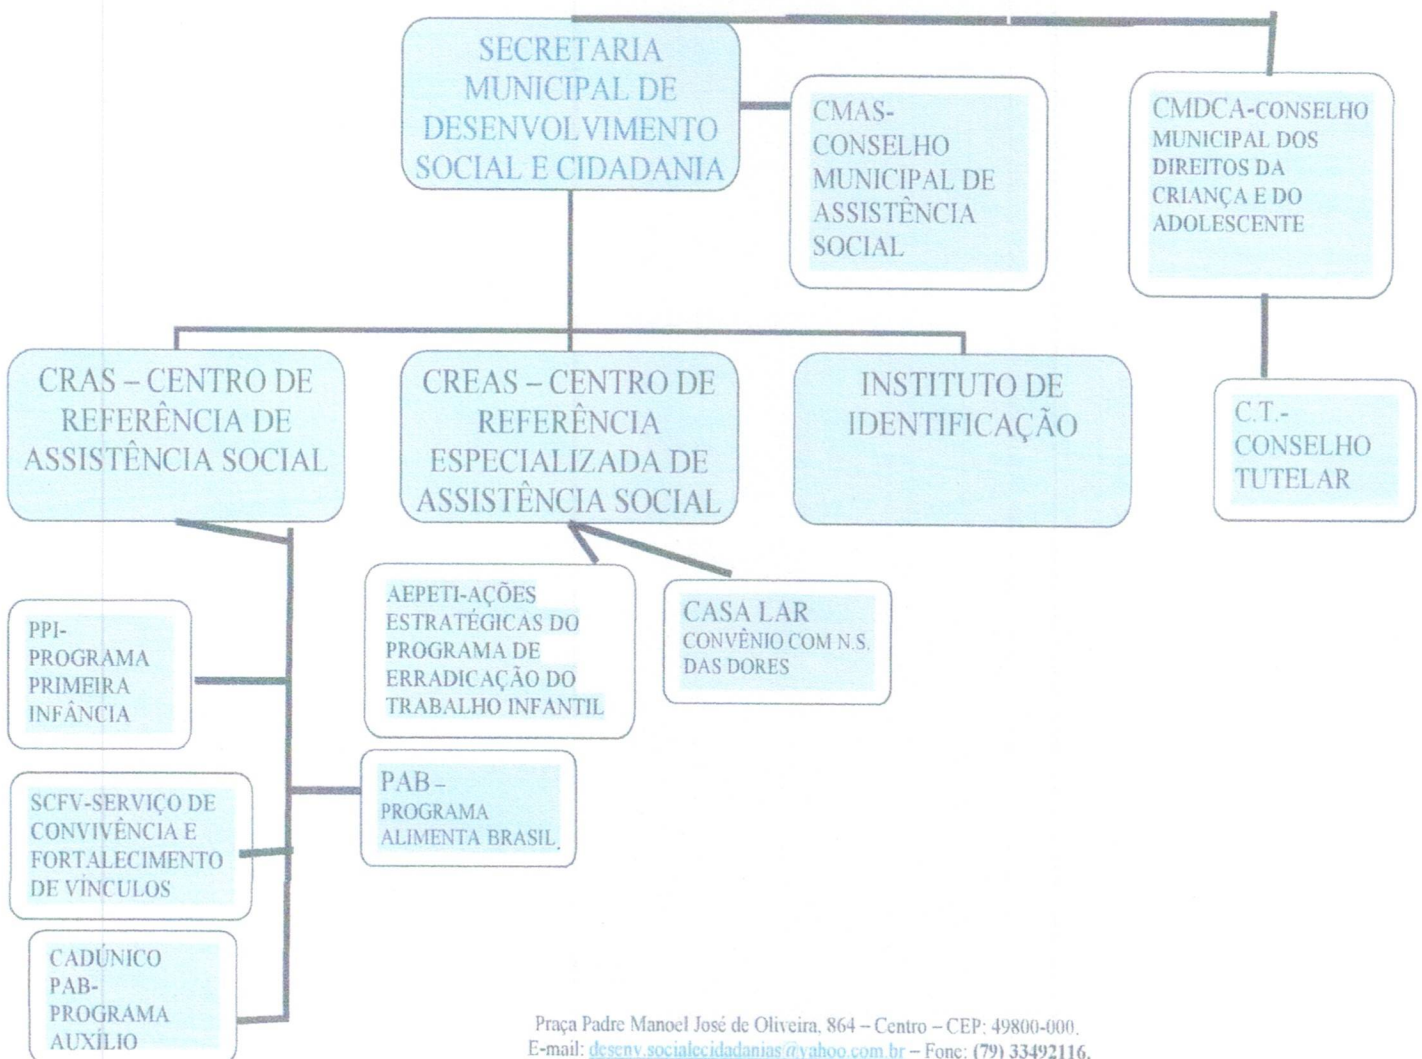 SECRETARIA
MUNICIPAL DE
DESENVOLVIMENTO
SOCIAL E CIDADANIA
CMAS-
CONSELHO
MUNICIPAL DE
ASSISTÊNCIA
SOCIAL
CMDCA-CONSELHO
MUNICIPAL DOS
DIREITOS DA
CRIANÇA E DO
ADOLESCENTE
CRAS – CENTRO DE
REFERÊNCIA DE
ASSISTÊNCIA SOCIAL
CREAS – CENTRO DE
REFERÊNCIA
ESPECIALIZADA DE
ASSISTÊNCIA SOCIAL
INSTITUTO DE
IDENTIFICAÇÃO
C.T.-
CONSELHO
TUTELAR
PPI-
PROGRAMA
PRIMEIRA
INFÂNCIA
AEPETI-AÇÕES
ESTRATÉGICAS DO
PROGRAMA DE
ERRADICAÇÃO DO
TRABALHO INFANTIL
CASA LAR
CONVÊNIO COM N.S.
DAS DORES
SCFV-SERVIÇO DE
CONVIVÊNCIA E
FORTALECIMENTO
DE VÍNCULOS
PAB –
PROGRAMA
ALIMENTA BRASIL.
CADÚNICO
PAB-
PROGRAMA
AUXÍLIO
Praça Padre Manoel José de Oliveira, 864 – Centro – CEP: 49800-000.
E-mail: desenv.socialecidadanias@yahoo.com.br – Fone: (79) 33492116.